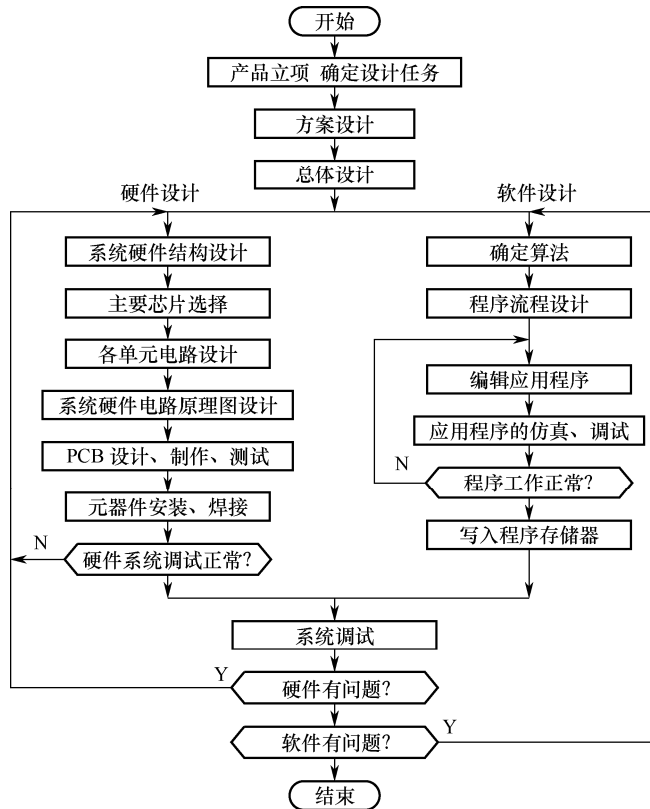 开始
产品立项 确定设计任务
方案设计
总体设计
硬件设计
系统硬件结构设计
主要芯片选择
各单元电路设计
系统硬件电路原理图设计
PCB 设计、制作、测试
元器件安装、焊接
N
硬件系统调试正常?
软件设计
确定算法
程序流程设计
编辑应用程序
应用程序的仿真、调试
N
程序工作正常?
写入程序存储器
系统调试
Y
硬件有问题?
软件有问题?
Y
结束